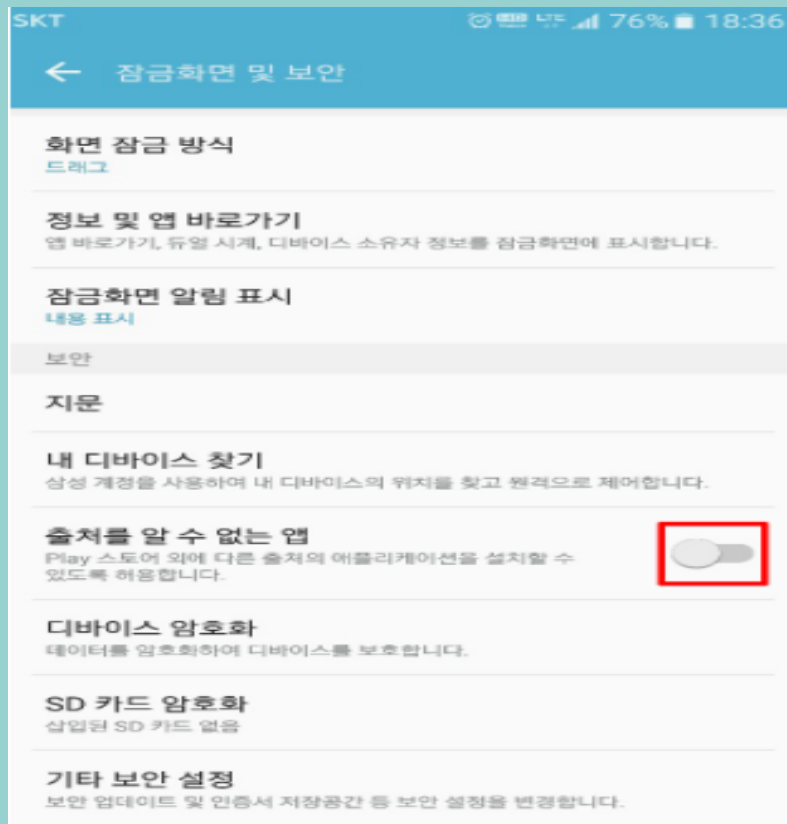 SKT 76% 18:36
잠금화면 및 보안
화면 잠금 방식
드래그
정보 및 앱 바로가기
앱 바로가기, 듀얼 시계, 디바이스 소유자 정보를 잠금화면에 표시합니다.
잠금화면 알림 표시
내용 표시
보안
지문
내 디바이스 찾기
삼성 계정을 사용하여 내 디바이스의 위치를 찾고 원격으로 제어합니다.
출처를 알 수 없는 앱
Play 스토어 외에 다른 출처의 애플리케이션을 설치할 수
있도록 허용합니다.
디바이스 암호화
데이터를 암호화하여 디바이스를 보호합니다.
SD 카드 암호화
삽입된 SD 카드 없음
기타 보안 설정
보안 업데이트 및 인증서 저장공간 등 보안 설정을 변경합니다.